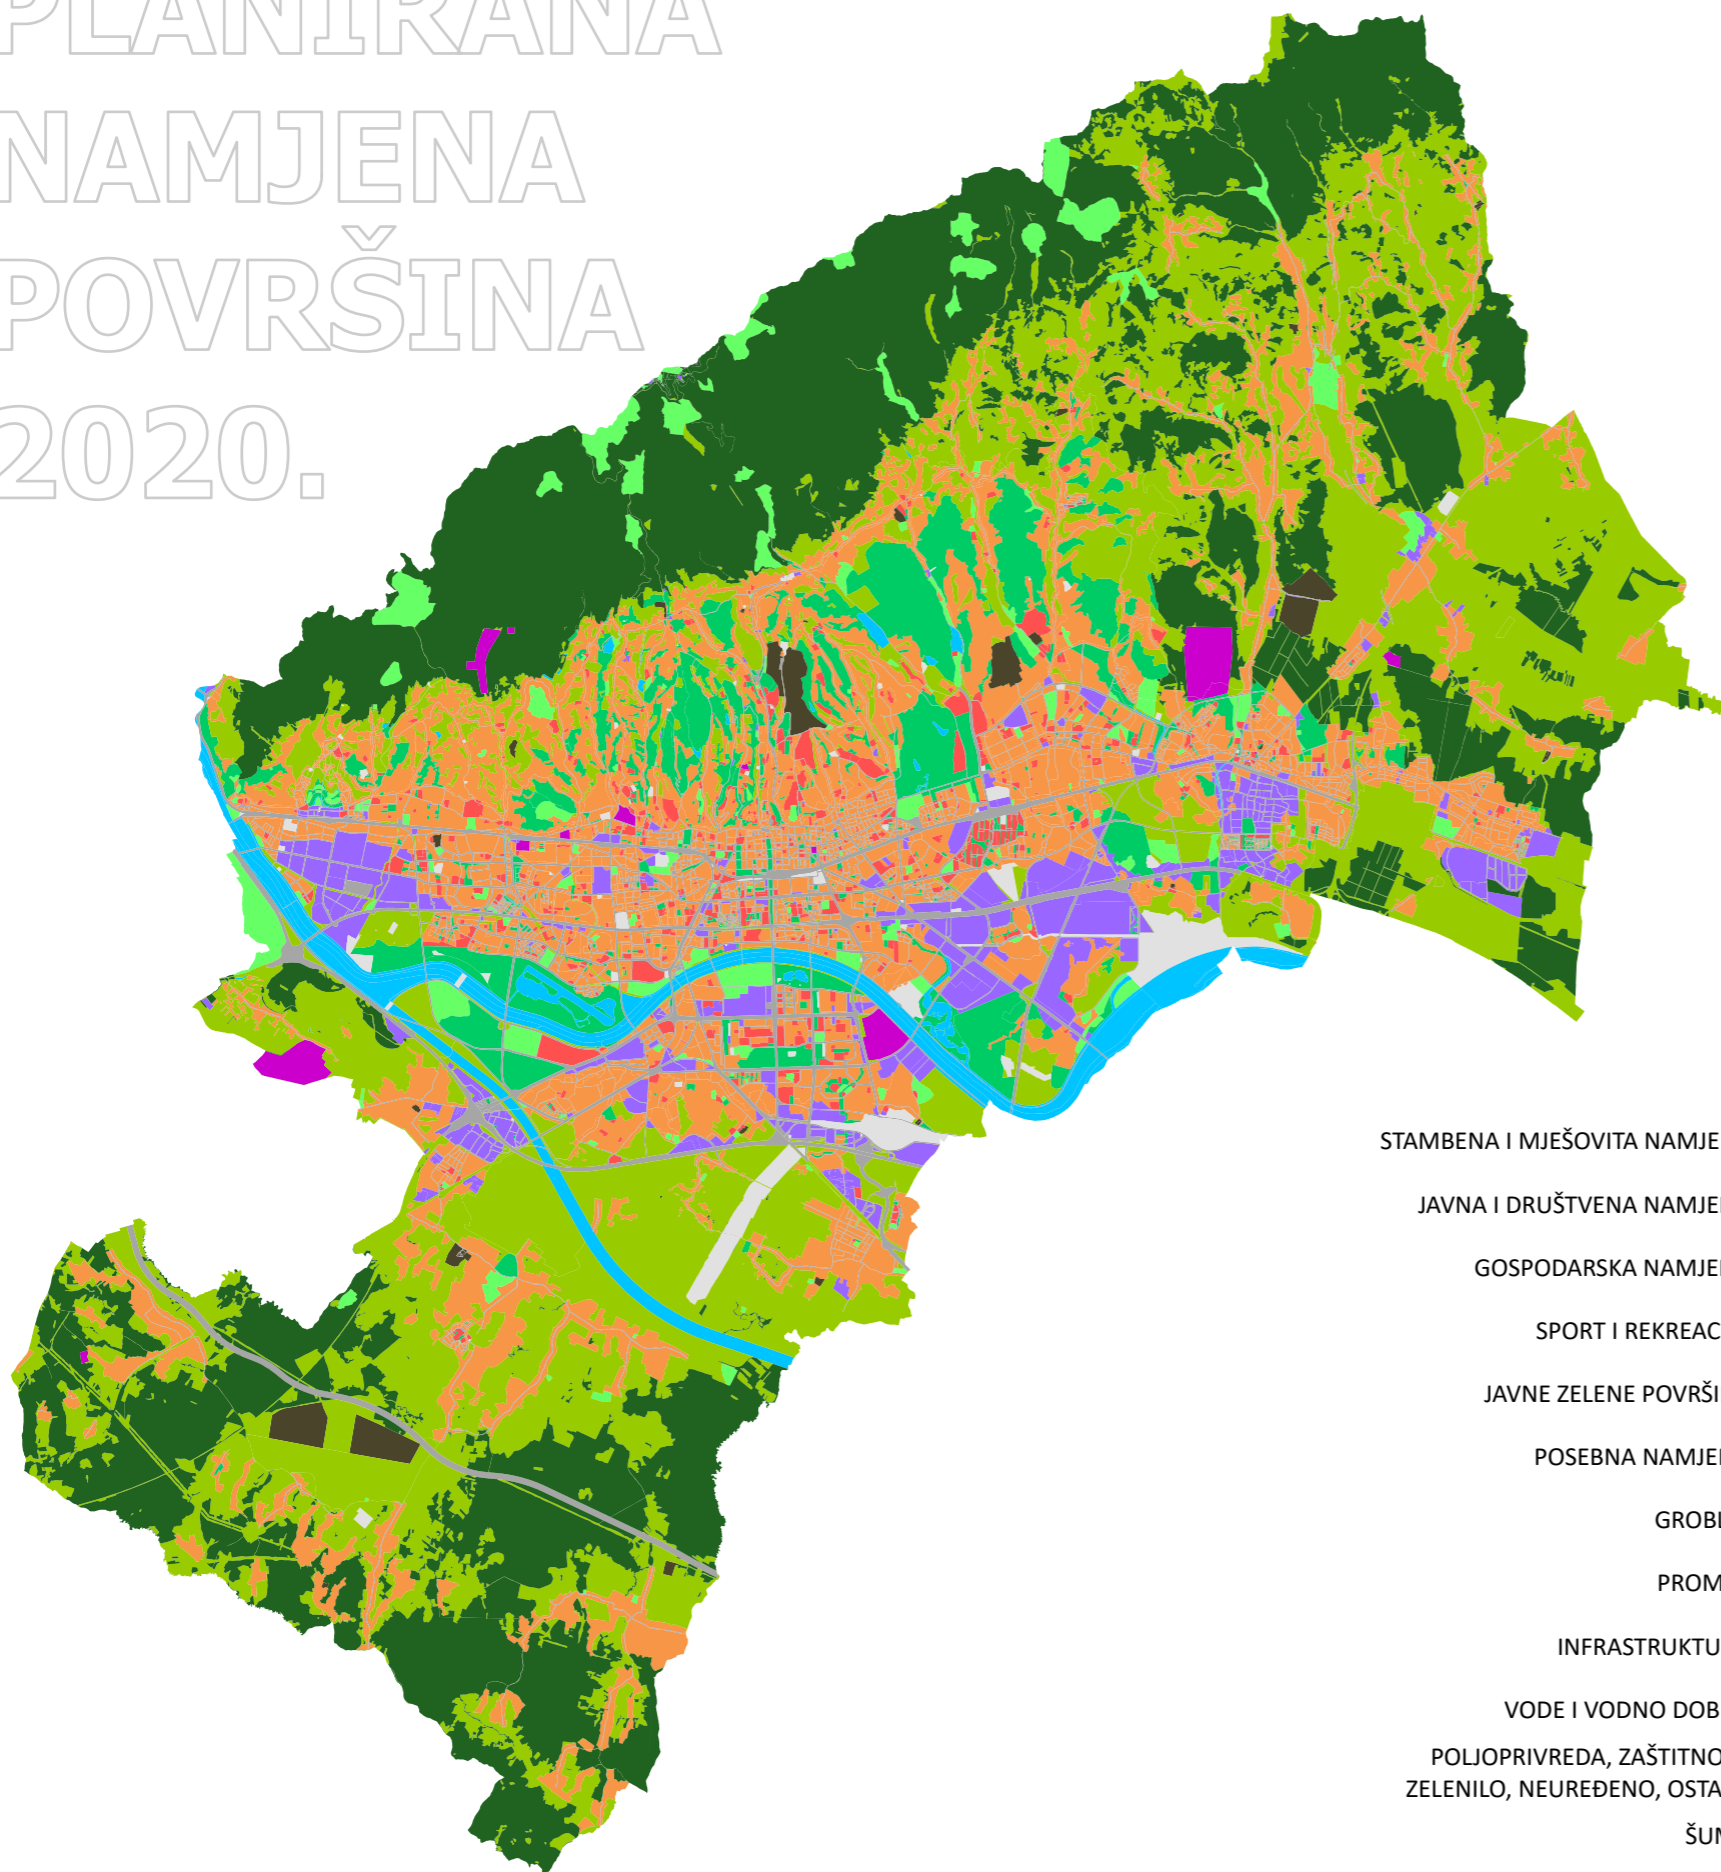 PLANIRANA
NAMJENA
POVRŠINA
2020.
STAMBENA I MJEŠOVITA NAMJE
JAVNA I DRUŠTVENA NAMJE
GOSPODARSKA NAMJE
SPORT I REKREAC
JAVNE ZELENE POVRŠI
POSEBNA NAMJE
GROBL
PROM
INFRASTRUKTU
VODE I VODNO DOB
POLJOPRIVREDA, ZAŠTITNO
ZELENILO, NEUREĐENO, OSTA
ŠUM